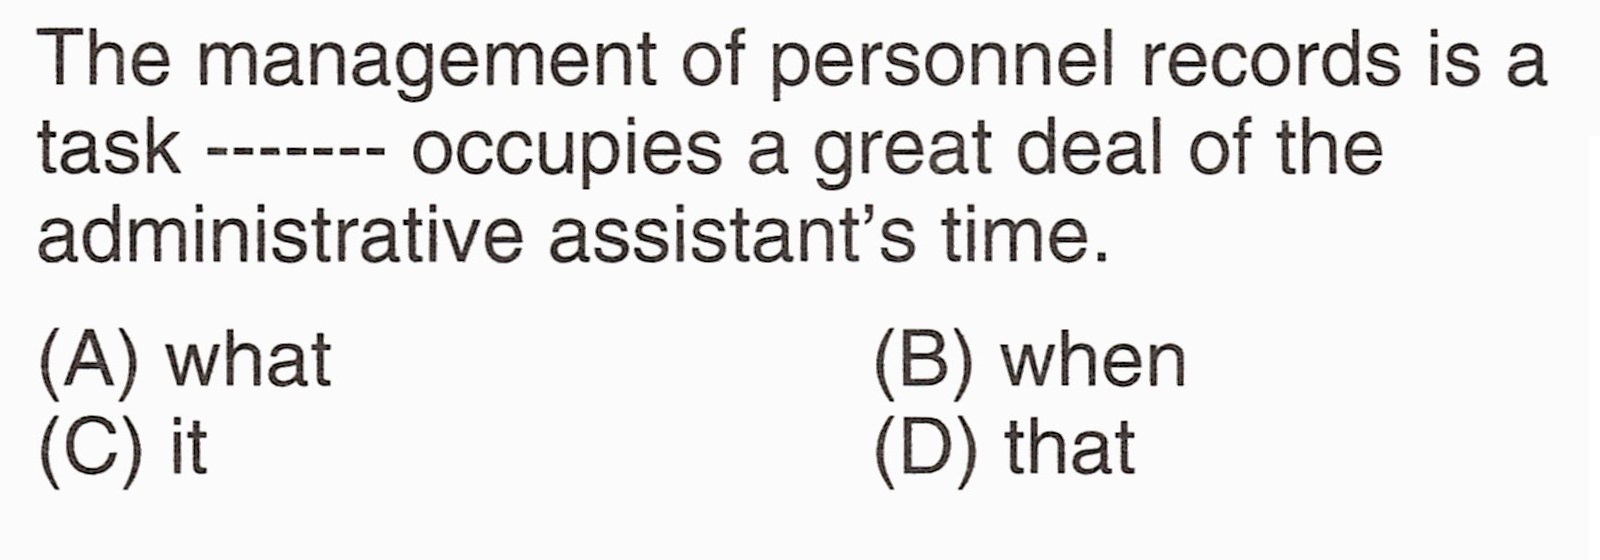 The management of personnel records is a
task ------- occupies a great deal of the
administrative assistant's time.
(A) what (B) when
(C) it (D) that